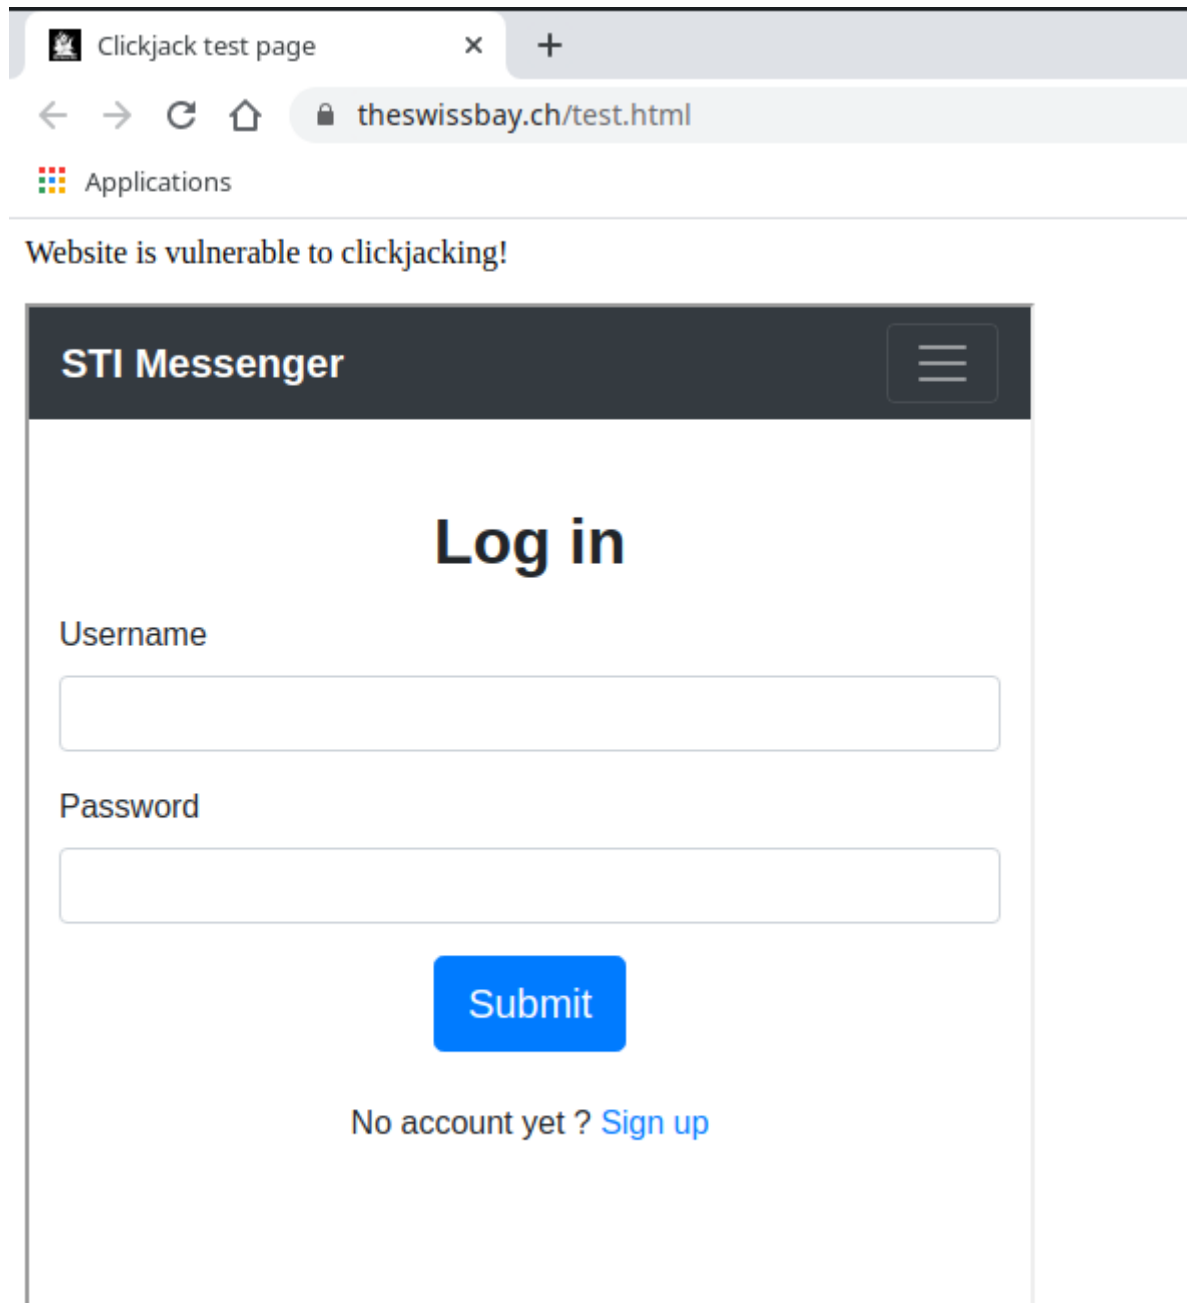 Clickjack test page
theswissbay.ch/test.html
Applications
Website is vulnerable to clickjacking!
STI Messenger
Log in
Username
Password
Submit
No account yet ? Sign up